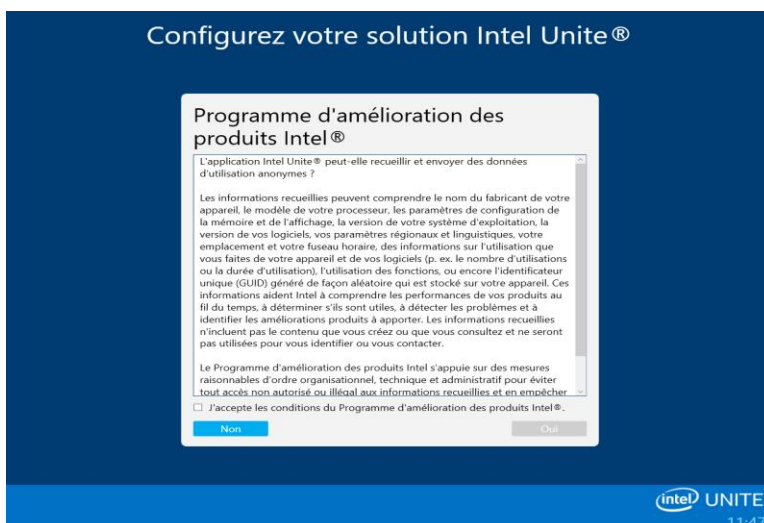 Configurez votre solution Intel Unite®
Programme d'amélioration des
produits Intel®
L'application Intel Unite® peut-elle recueillir et envoyer des données
d'utilisation anonymes ?
Les informations recueillies peuvent comprendre le nom du fabricant de votre
appareil, le modèle de votre processeur, les paramètres de configuration de
la mémoire et de l'affichage, la version de votre système d'exploitation, la
version de vos logiciels, vos paramètres régionaux et linguistiques, votre
emplacement et votre fuseau horaire, des informations sur l'utilisation que
vous faites de votre appareil et de vos logiciels (p. ex. le nombre d'utilisations
ou la durée d'utilisation), l'utilisation des fonctions, ou encore l'identificateur
unique (GUID) généré de façon aléatoire qui est stocké sur votre appareil. Ces
informations aident Intel à comprendre les performances de vos produits au
fil du temps, à déterminer s'ils sont utiles, à détecter les problèmes et à
identifier les améliorations produits à apporter. Les informations recueillies
n'incluent pas le contenu que vous créez ou que vous consultez et ne seront
pas utilisées pour vous identifier ou vous contacter.
Le Programme d'amélioration des produits Intel s'appuie sur des mesures
raisonnables d'ordre organisationnel, technique et administratif pour éviter
tout accès non autorisé ou illégal aux informations recueillies et en empêcher
J'accepte les conditions du Programme d'amélioration des produits Intel®.
Non
Oui
intel UNITE
11:47